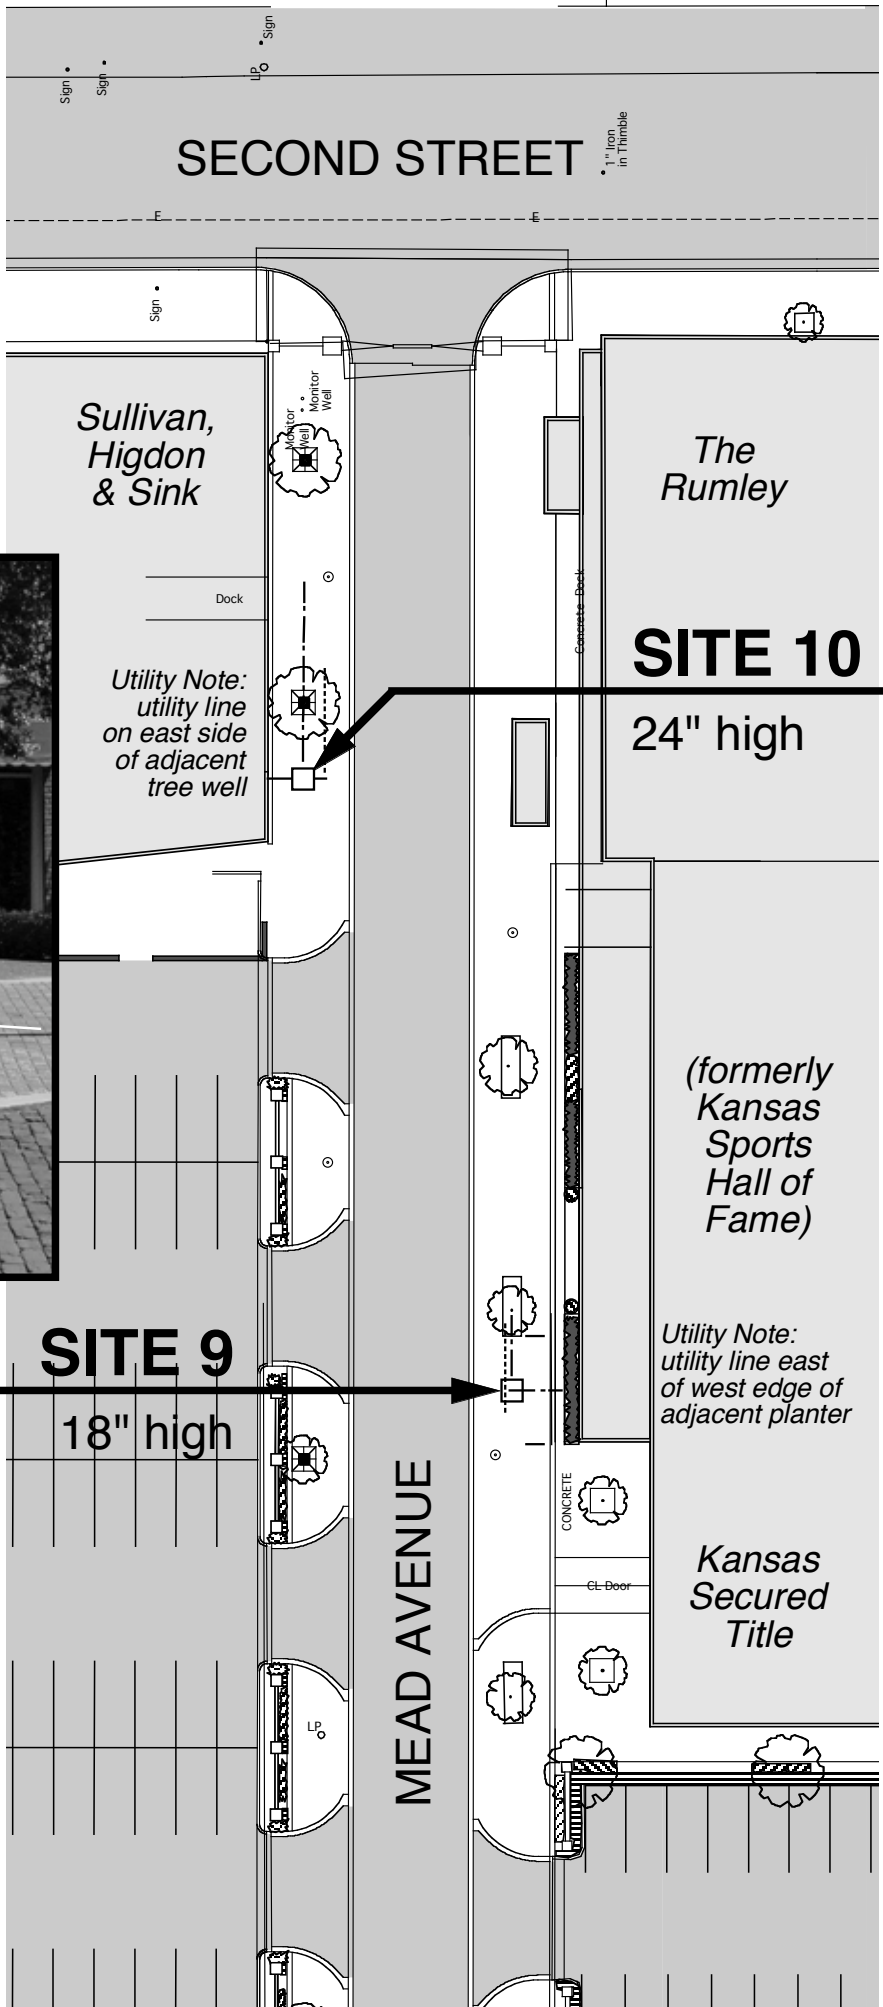 Sign
LP
Sign
Sign
1" Iron
in Thimble
SECOND STREET
E
E
Sign
Monitor
Well
Monitor
Well
Sullivan,
Higdon
& Sink
The
Rumley
Dock
Concrete Dock
SITE 10
24" high
Utility Note:
utility line
on east side
of adjacent
tree well
(formerly
Kansas
Sports
Hall of
Fame)
SITE 9
18" high
Utility Note:
utility line east
of west edge of
adjacent planter
MEAD AVENUE
CONCRETE
CL Door
Kansas
Secured
Title
LP